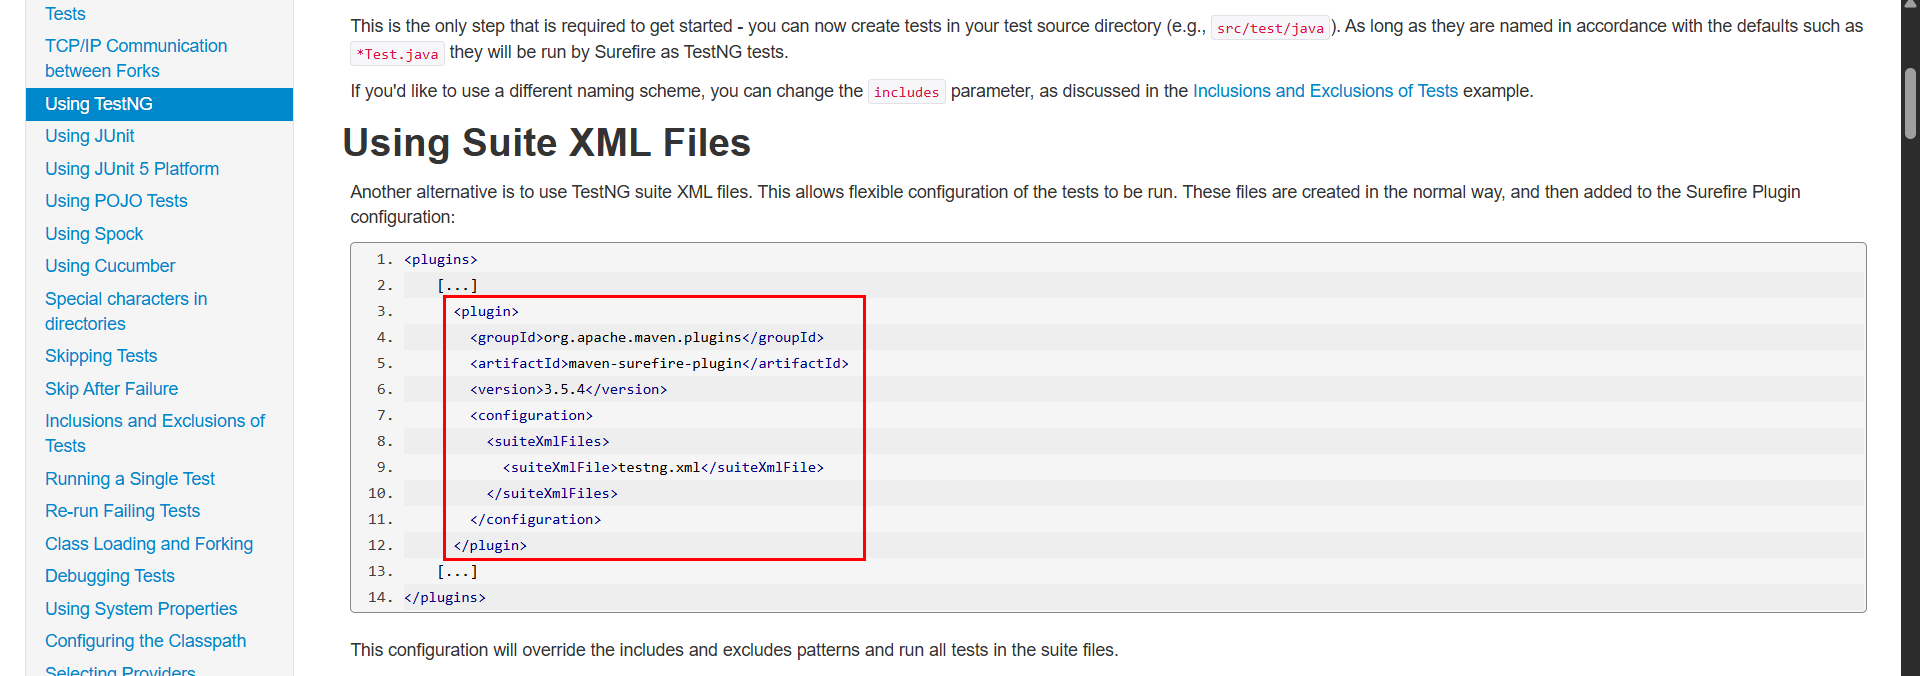 Tests
TCP/IP Communication
between Forks
Using TestNG
Using JUnit
Using JUnit 5 Platform
Using POJO Tests
Using Spock
Using Cucumber
Special characters in
directories
Skipping Tests
Skip After Failure
Inclusions and Exclusions of
Tests
Running a Single Test
Re-run Failing Tests
Class Loading and Forking
Debugging Tests
Using System Properties
Configuring the Classpath
Selecting Providers
This is the only step that is required to get started - you can now create tests in your test source directory (e.g., src/test/java). As long as they are named in accordance with the defaults such as
*Test.java they will be run by Surefire as TestNG tests.
If you'd like to use a different naming scheme, you can change the includes parameter, as discussed in the Inclusions and Exclusions of Tests example.
Using Suite XML Files
Another alternative is to use TestNG suite XML files. This allows flexible configuration of the tests to be run. These files are created in the normal way, and then added to the Surefire Plugin
configuration:
1. <plugins>
2.     [...]
3.       <plugin>
4.         <groupId>org.apache.maven.plugins</groupId>
5.         <artifactId>maven-surefire-plugin</artifactId>
6.         <version>3.5.4</version>
7.         <configuration>
8.           <suiteXmlFiles>
9.             <suiteXmlFile>testng.xml</suiteXmlFile>
10.           </suiteXmlFiles>
11.         </configuration>
12.       </plugin>
13.     [...]
14. </plugins>
This configuration will override the includes and excludes patterns and run all tests in the suite files.